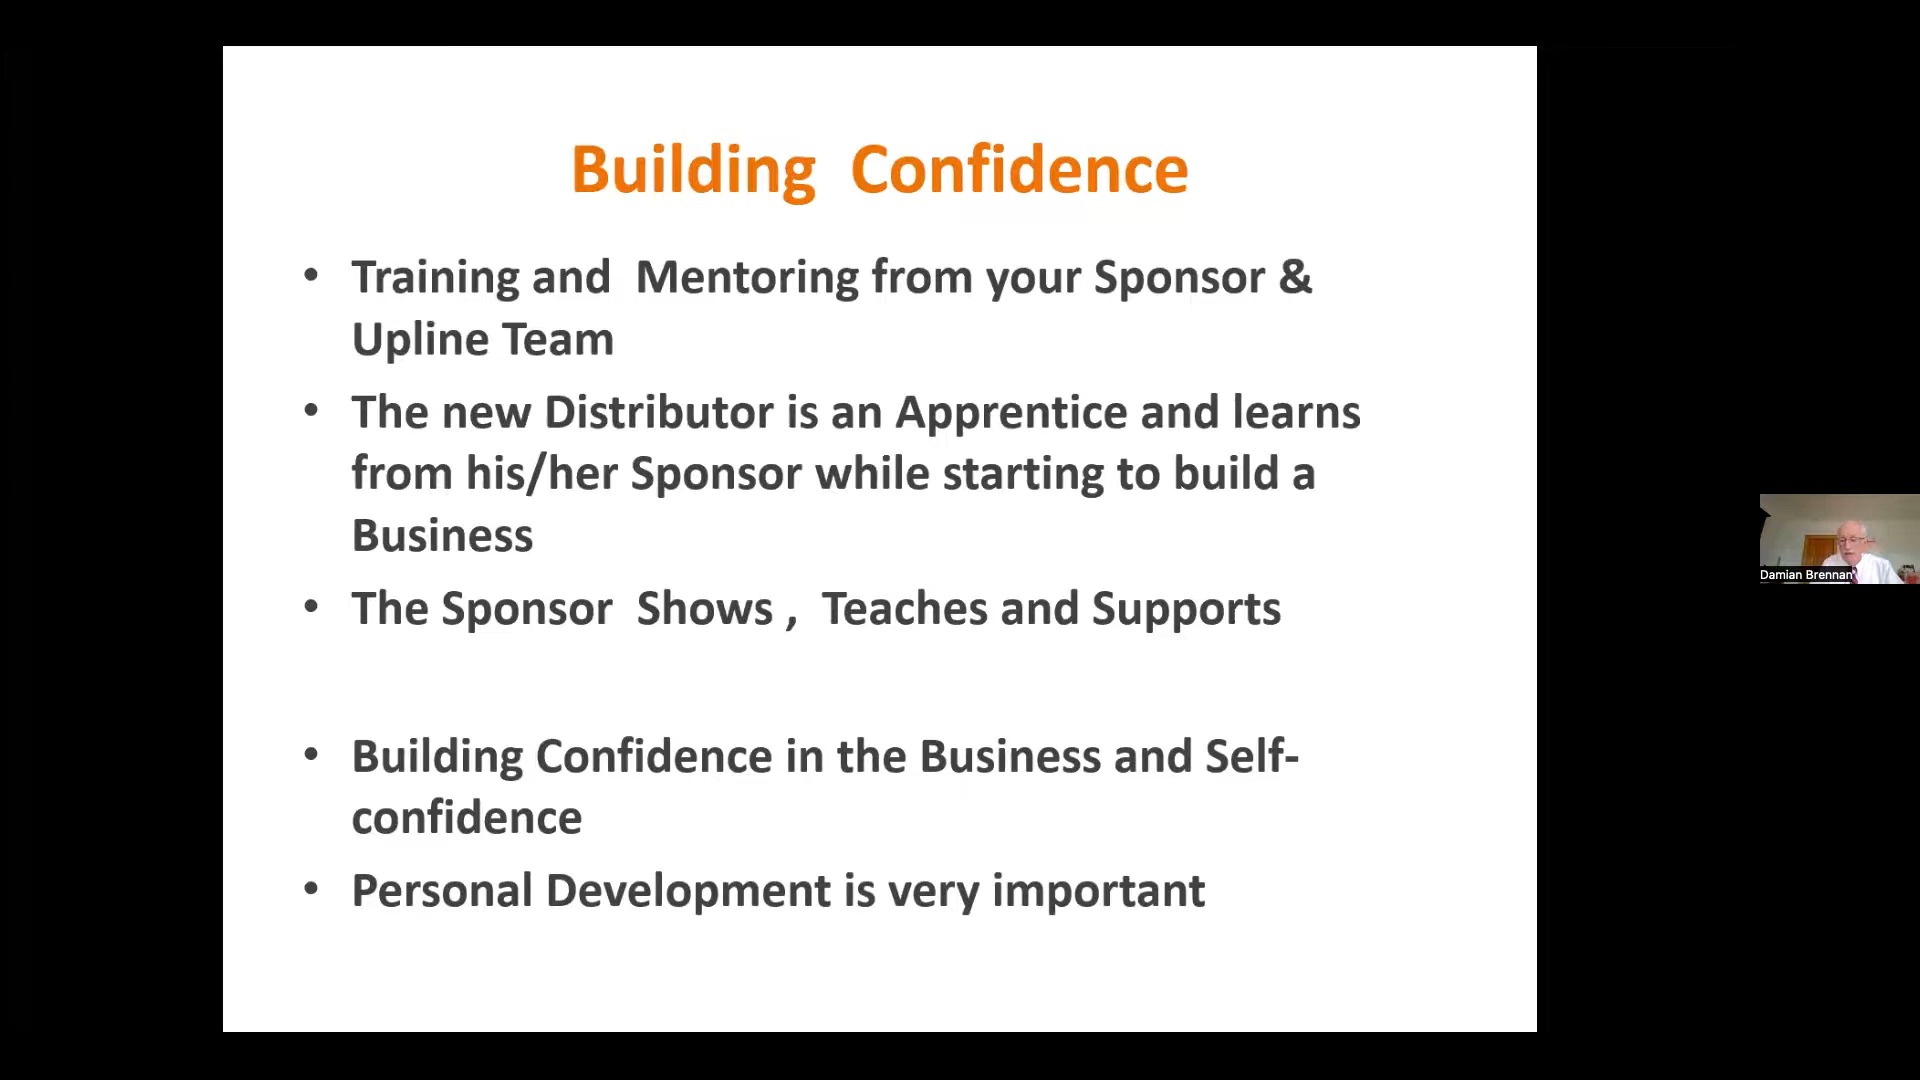 Building  Confidence
• Training and  Mentoring from your Sponsor &
Upline Team
• The new Distributor is an Apprentice and learns
from his/her Sponsor while starting to build a
Business
• The Sponsor  Shows ,  Teaches and Supports
• Building Confidence in the Business and Self-
confidence
• Personal Development is very important
Damian Brennan